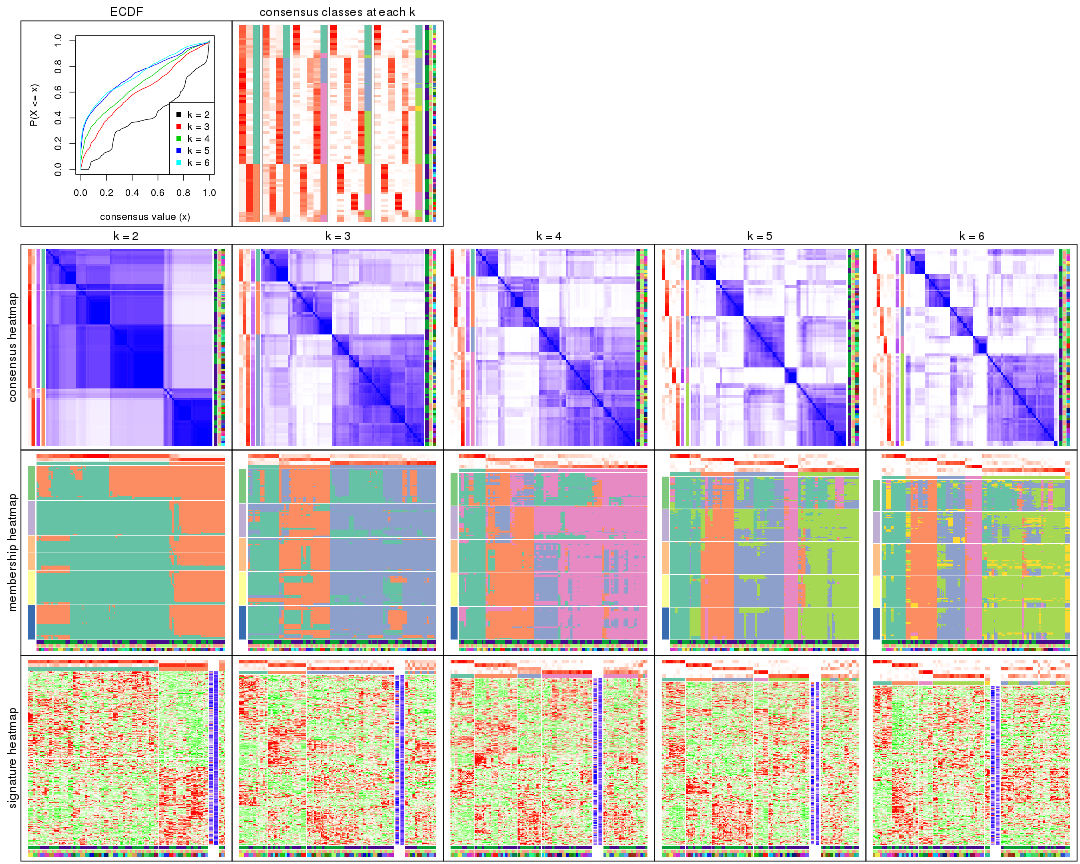 ECDF
consensus classes at each k
P(X <= x)
0.0 0.2 0.4 0.6 0.8 1.0
k = 2
k = 3
k = 4
k = 5
k = 6
0.0 0.2 0.4 0.6 0.8 1.0
consensus value (x)
k = 2 k = 3 k = 4 k = 5 k = 6
consensus heatmap
membership heatmap
signature heatmap